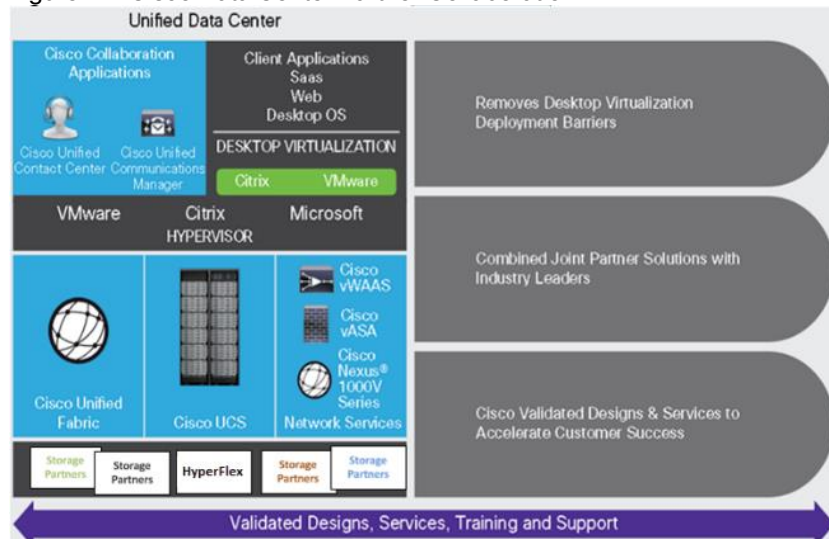 Unified Data Center
Cisco Collaboration
Applications
Cisco Unified
Contact Center
Cisco Unified
Communications
Manager
Client Applications
Saas
Web
Desktop OS
DESKTOP VIRTUALIZATION
Citrix VMware
VMware Citrix Microsoft
HYPERVISOR
Cisco Unified
Fabric
Cisco UCS
Cisco
vWAAS
Cisco
vASA
Cisco
Nexus®
1000V
Series
Network Services
Storage
Partners
Storage
Partners
HyperFlex
Storage
Partners
Storage
Partners
Removes Desktop Virtualization
Deployment Barriers
Combined Joint Partner Solutions with
Industry Leaders
Cisco Validated Designs & Services to
Accelerate Customer Success
Validated Designs, Services, Training and Support